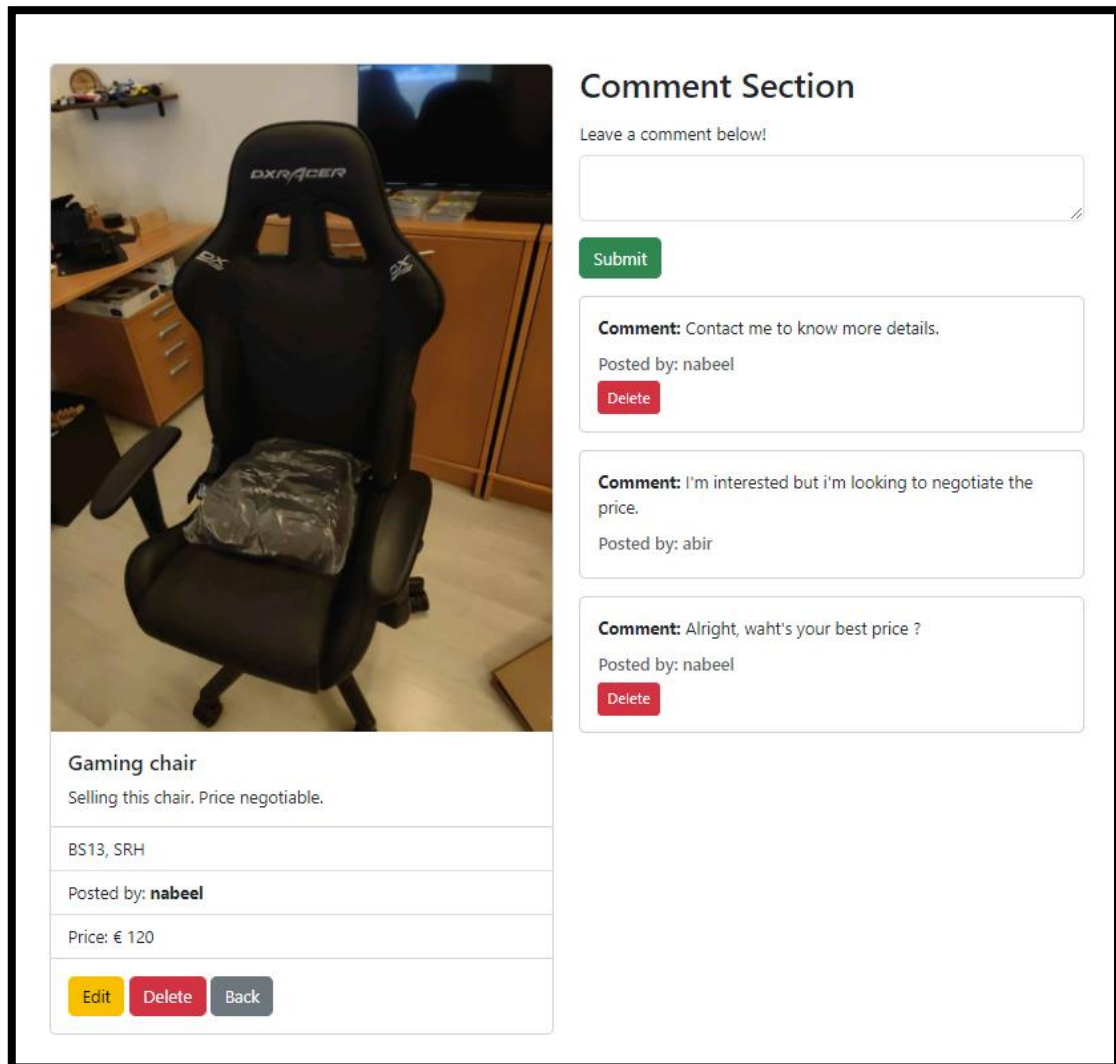 DXRACER
DX
DX
Gaming chair
Selling this chair. Price negotiable.
BS13, SRH
Posted by: nabeel
Price: € 120
Edit Delete Back
Comment Section
Leave a comment below!
Submit
Comment: Contact me to know more details.
Posted by: nabeel
Delete
Comment: I'm interested but i'm looking to negotiate the
price.
Posted by: abir
Comment: Alright, waht's your best price ?
Posted by: nabeel
Delete